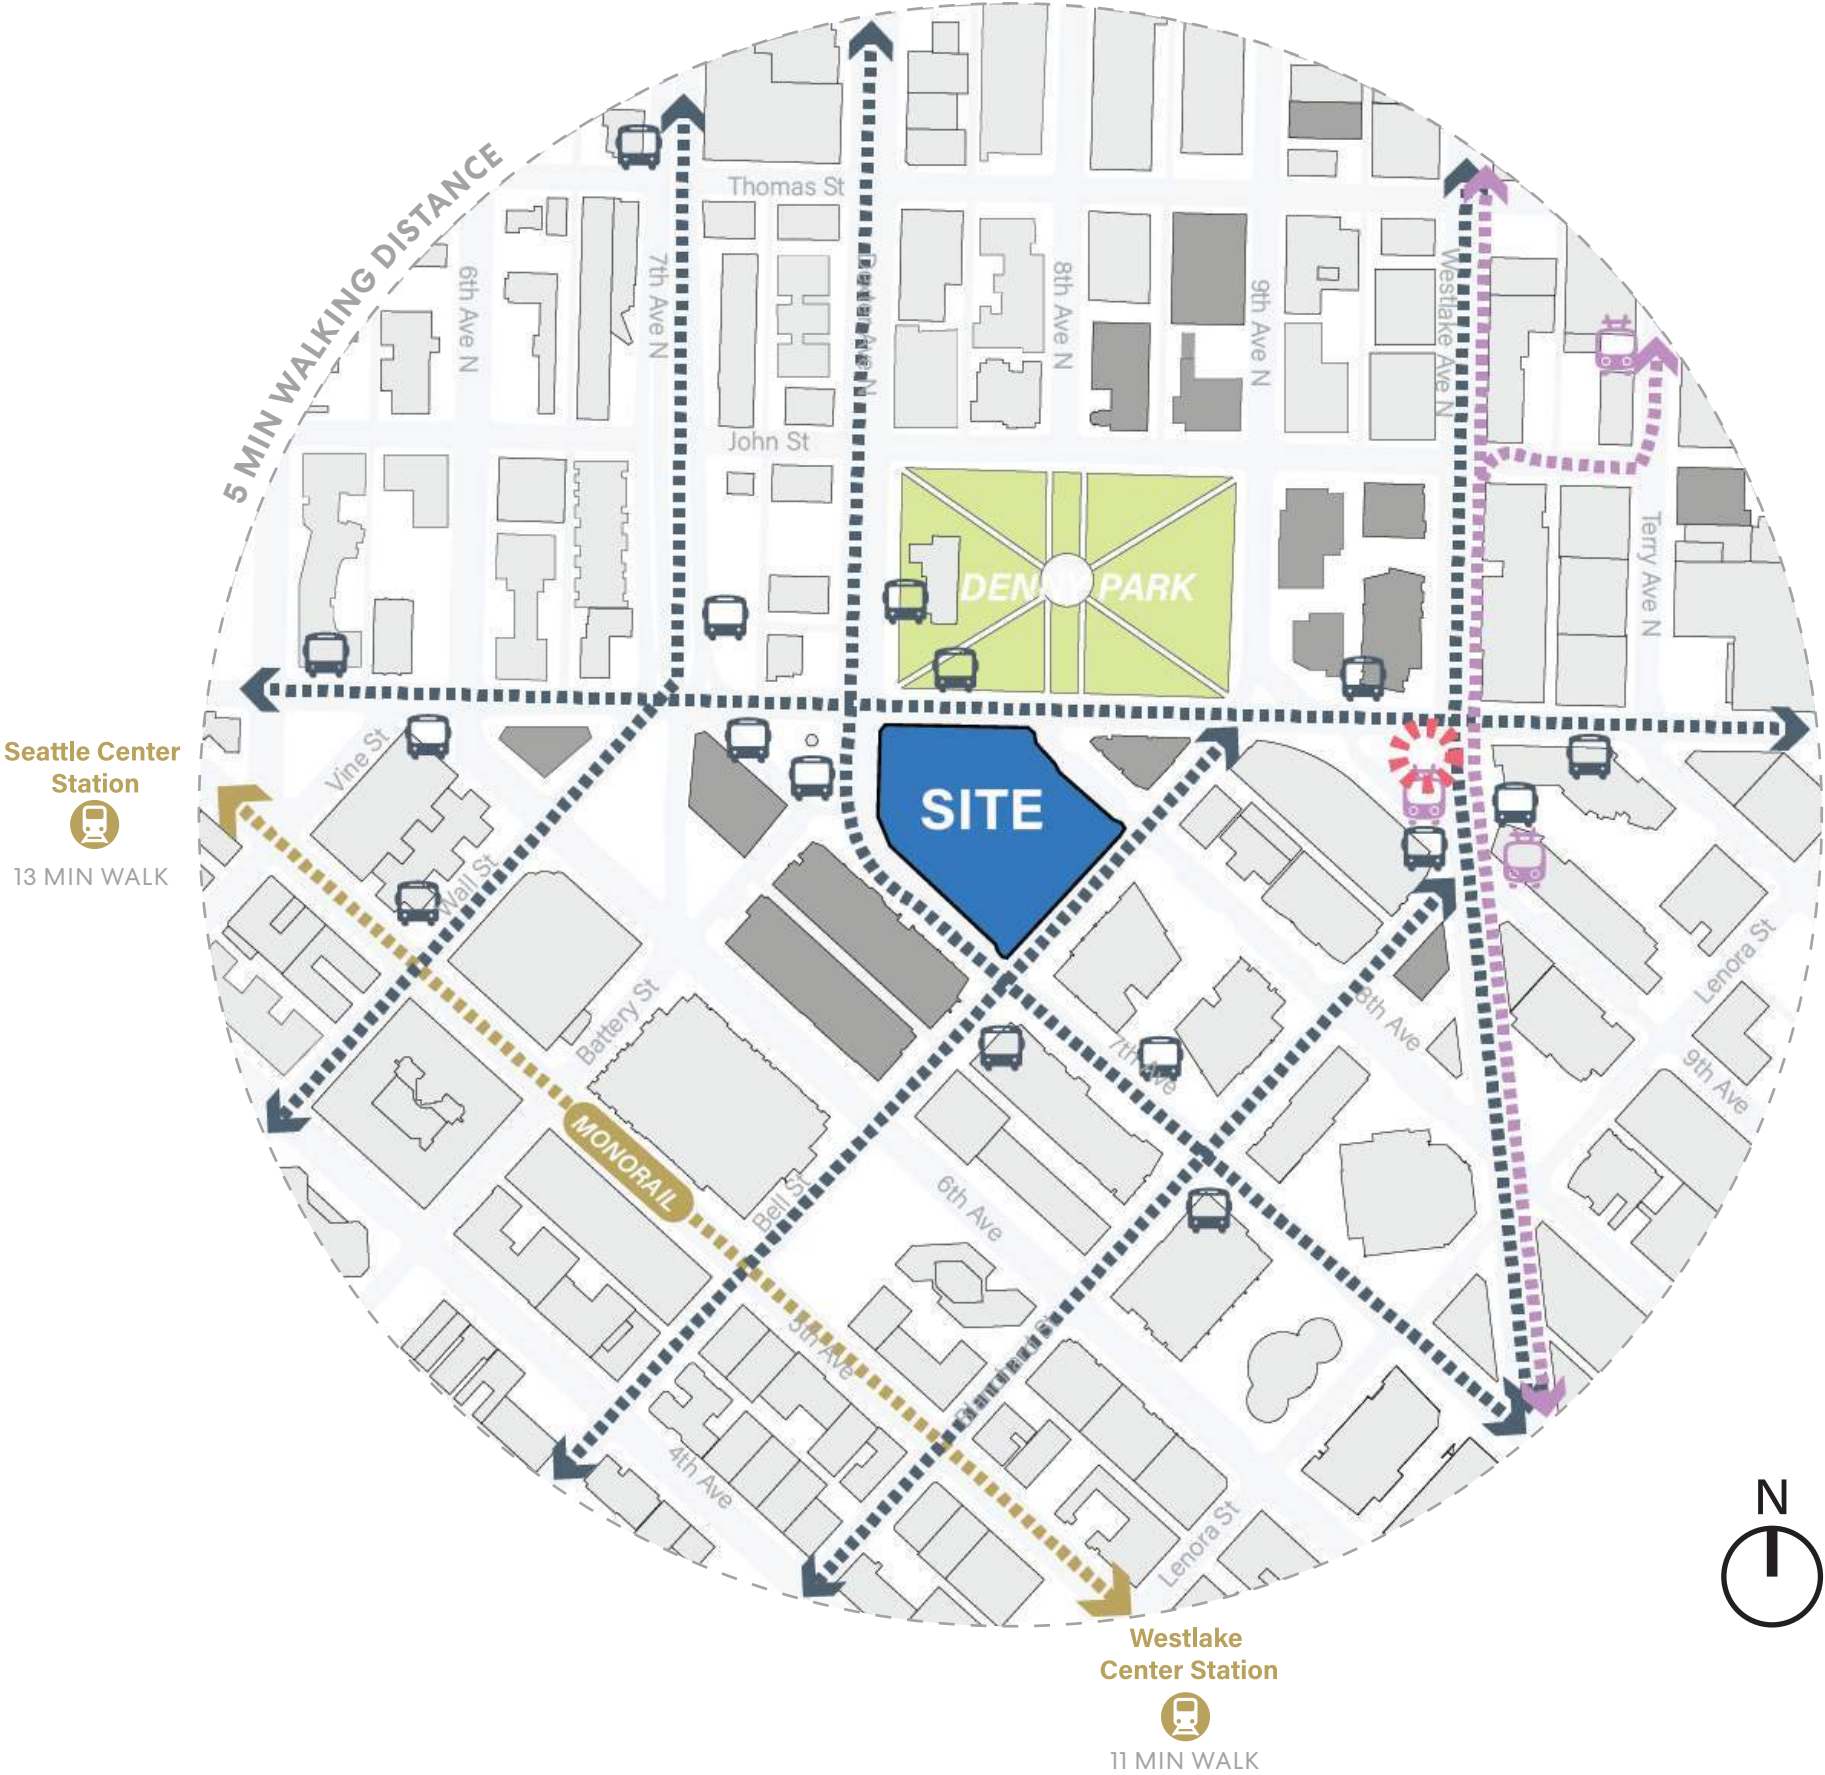 5 MIN WALKING DISTANCE
Thomas St
6th Ave N
7th Ave N
Dexter Ave N
8th Ave N
9th Ave N
Westlake Ave N
John St
Terry Ave N
DENNY PARK
Seattle Center
Station
13 MIN WALK
Vine St
SITE
Wall St
Lenora St
Battery St
8th Ave
7th Ave
9th Ave
MONORAIL
Bell St
6th Ave
5th Ave
Blanchard St
4th Ave
Lenora St
N
Westlake
Center Station
11 MIN WALK